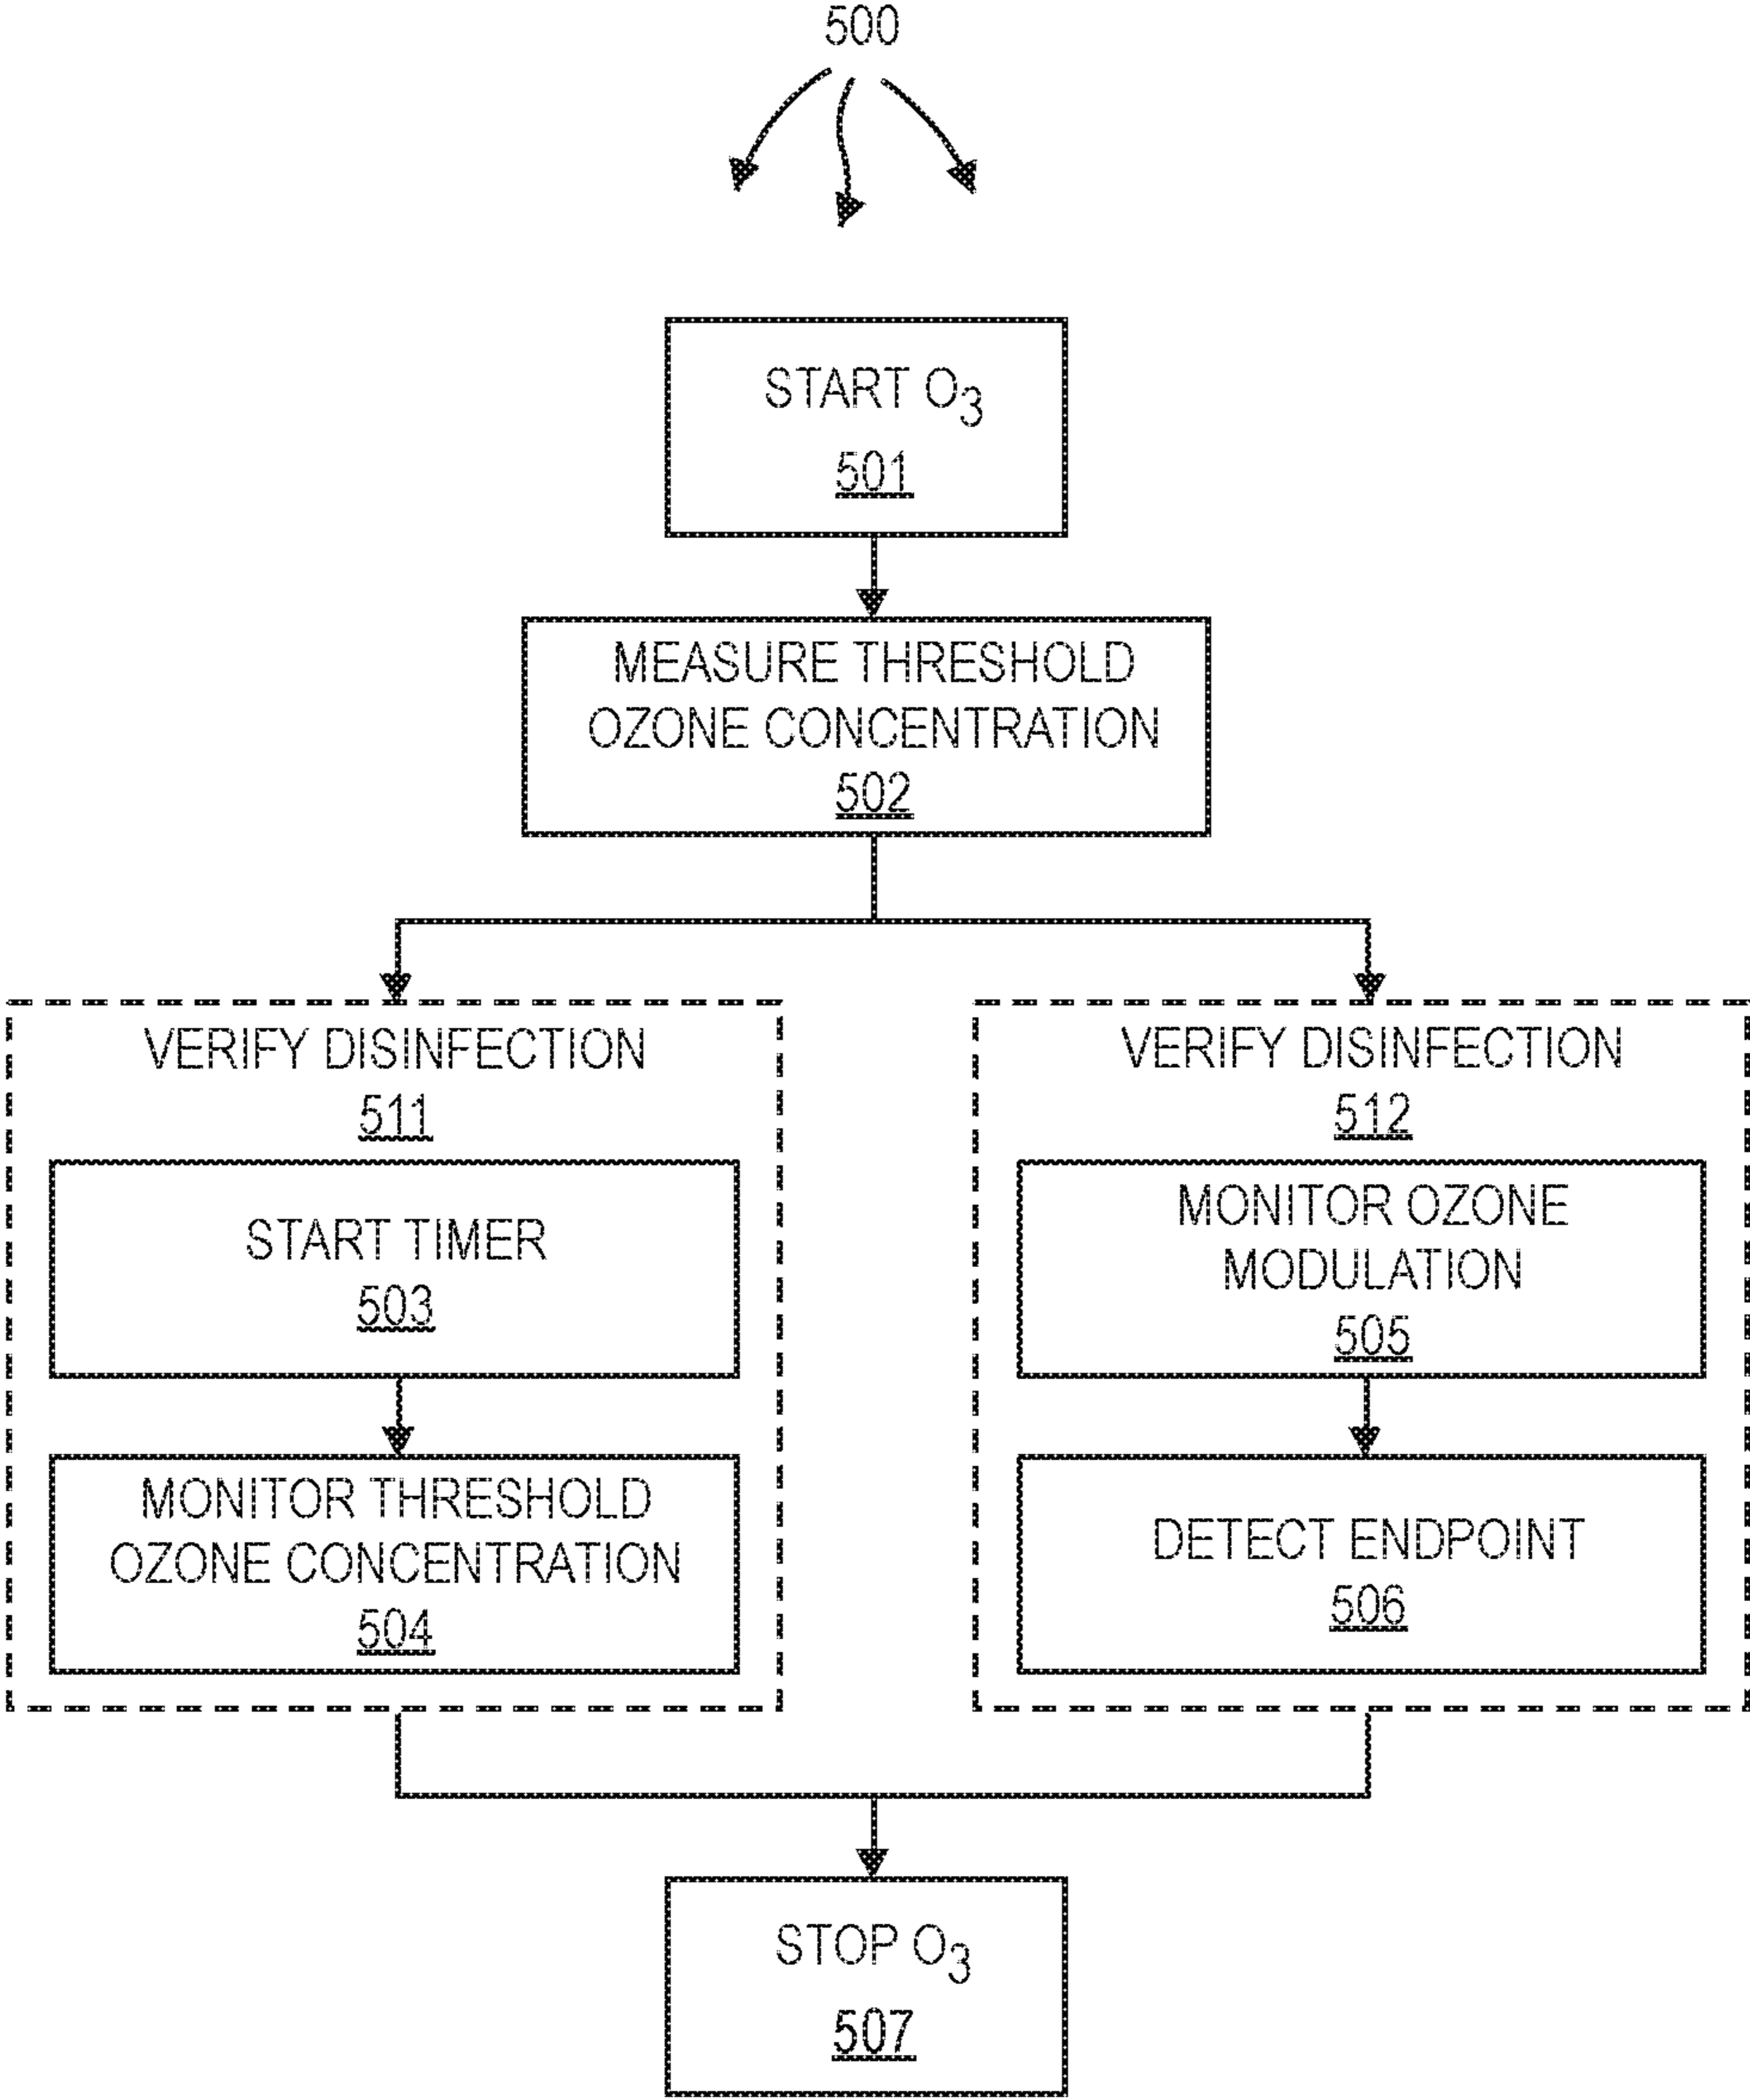 500
START O3
501
MEASURE THRESHOLD
OZONE CONCENTRATION
502
VERIFY DISINFECTION
511
START TIMER
503
MONITOR THRESHOLD
OZONE CONCENTRATION
504
VERIFY DISINFECTION
512
MONITOR OZONE
MODULATION
505
DETECT ENDPOINT
506
STOP O3
507